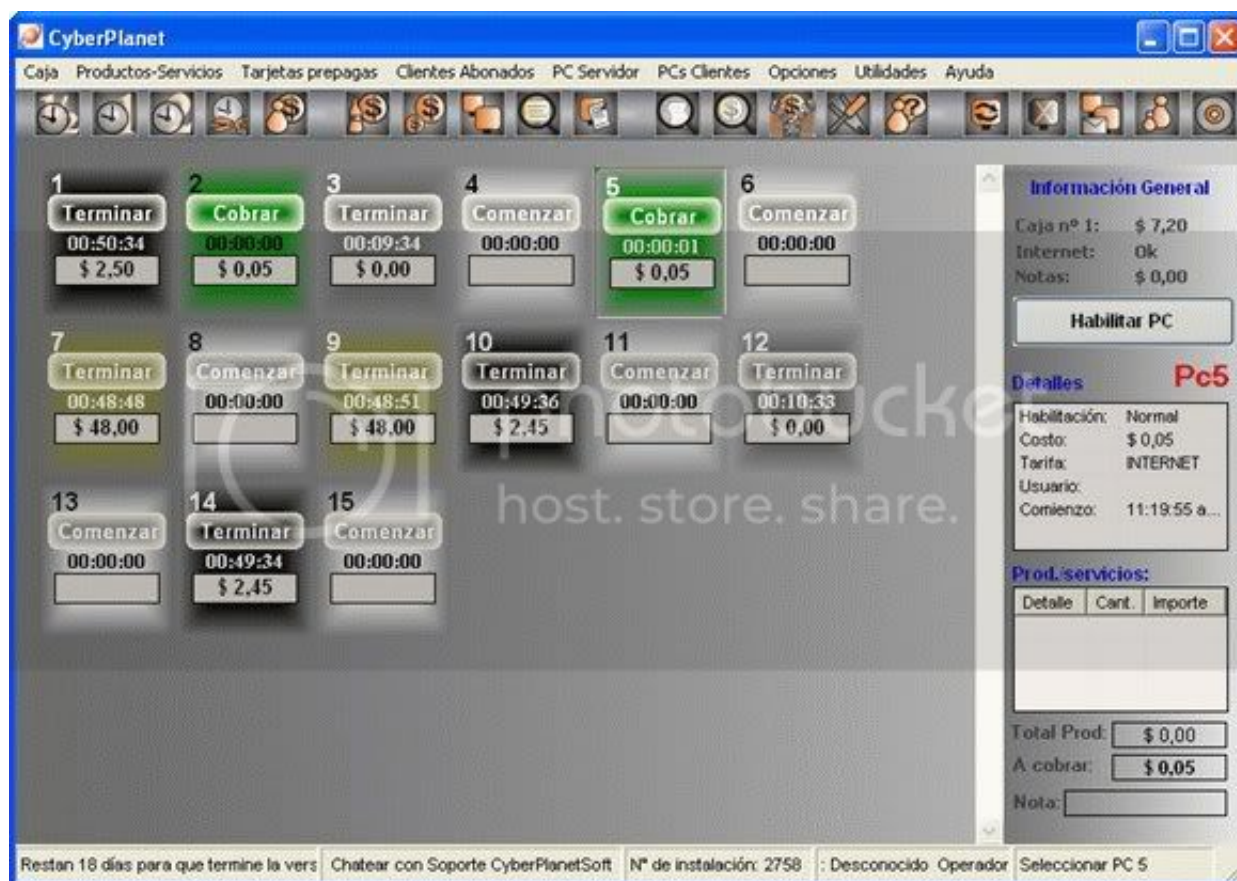 CyberPlanet
Caja Productos-Servicios Tarjetas prepagas Clientes Abonados PC Servidor PCs Clientes Opciones Utilidades Ayuda
1 2 3 4 5 6
Terminar Cobrar Terminar Comenzar Cobrar Comenzar
00:50:34 00:00:00 00:09:34 00:00:00 00:00:01 00:00:00
$ 2,50 $ 0,05 $ 0,00 $ 0,05
7 8 9 10 11 12
Terminar Comenzar Terminar Terminar Comenzar Terminar
00:48:48 00:00:00 00:48:51 00:49:36 00:00:00 00:10:33
$ 48,00 $ 48,00 $ 2,45 $ 0,00
13 14 15
Comenzar Terminar Comenzar
00:00:00 00:49:34 00:00:00
$ 2,45
photobucket
host. store. share.
Información General
Caja nº 1: $ 7,20
Internet: Ok
Notas: $ 0,00
Habilitar PC
Detalles Pc5
Habilitación: Normal
Costo: $ 0,05
Tarifa: INTERNET
Usuario:
Comienzo: 11:19:55 a...
Prod./servicios:
Detalle Cant. Importe
Total Prod: $ 0,00
A cobrar: $ 0,05
Nota:
Restan 18 días para que termine la vers Chatear con Soporte CyberPlanetSoft N° de instalación: 2758 : Desconocido Operador Seleccionar PC 5